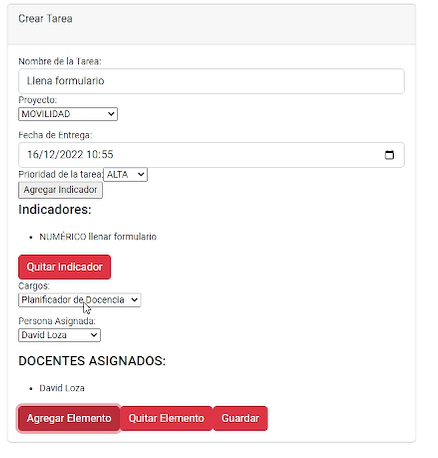 Crear Tarea
Nombre de la Tarea:
Llena formulario
Proyecto:
MOVILIDAD
Fecha de Entrega:
16/12/2022 10:55
Prioridad de la tarea: ALTA
Agregar Indicador
Indicadores:
• NUMÉRICO llenar formulario
Quitar Indicador
Cargos:
Planificador de Docencia
Persona Asignada:
David Loza
DOCENTES ASIGNADOS:
• David Loza
Agregar Elemento Quitar Elemento Guardar